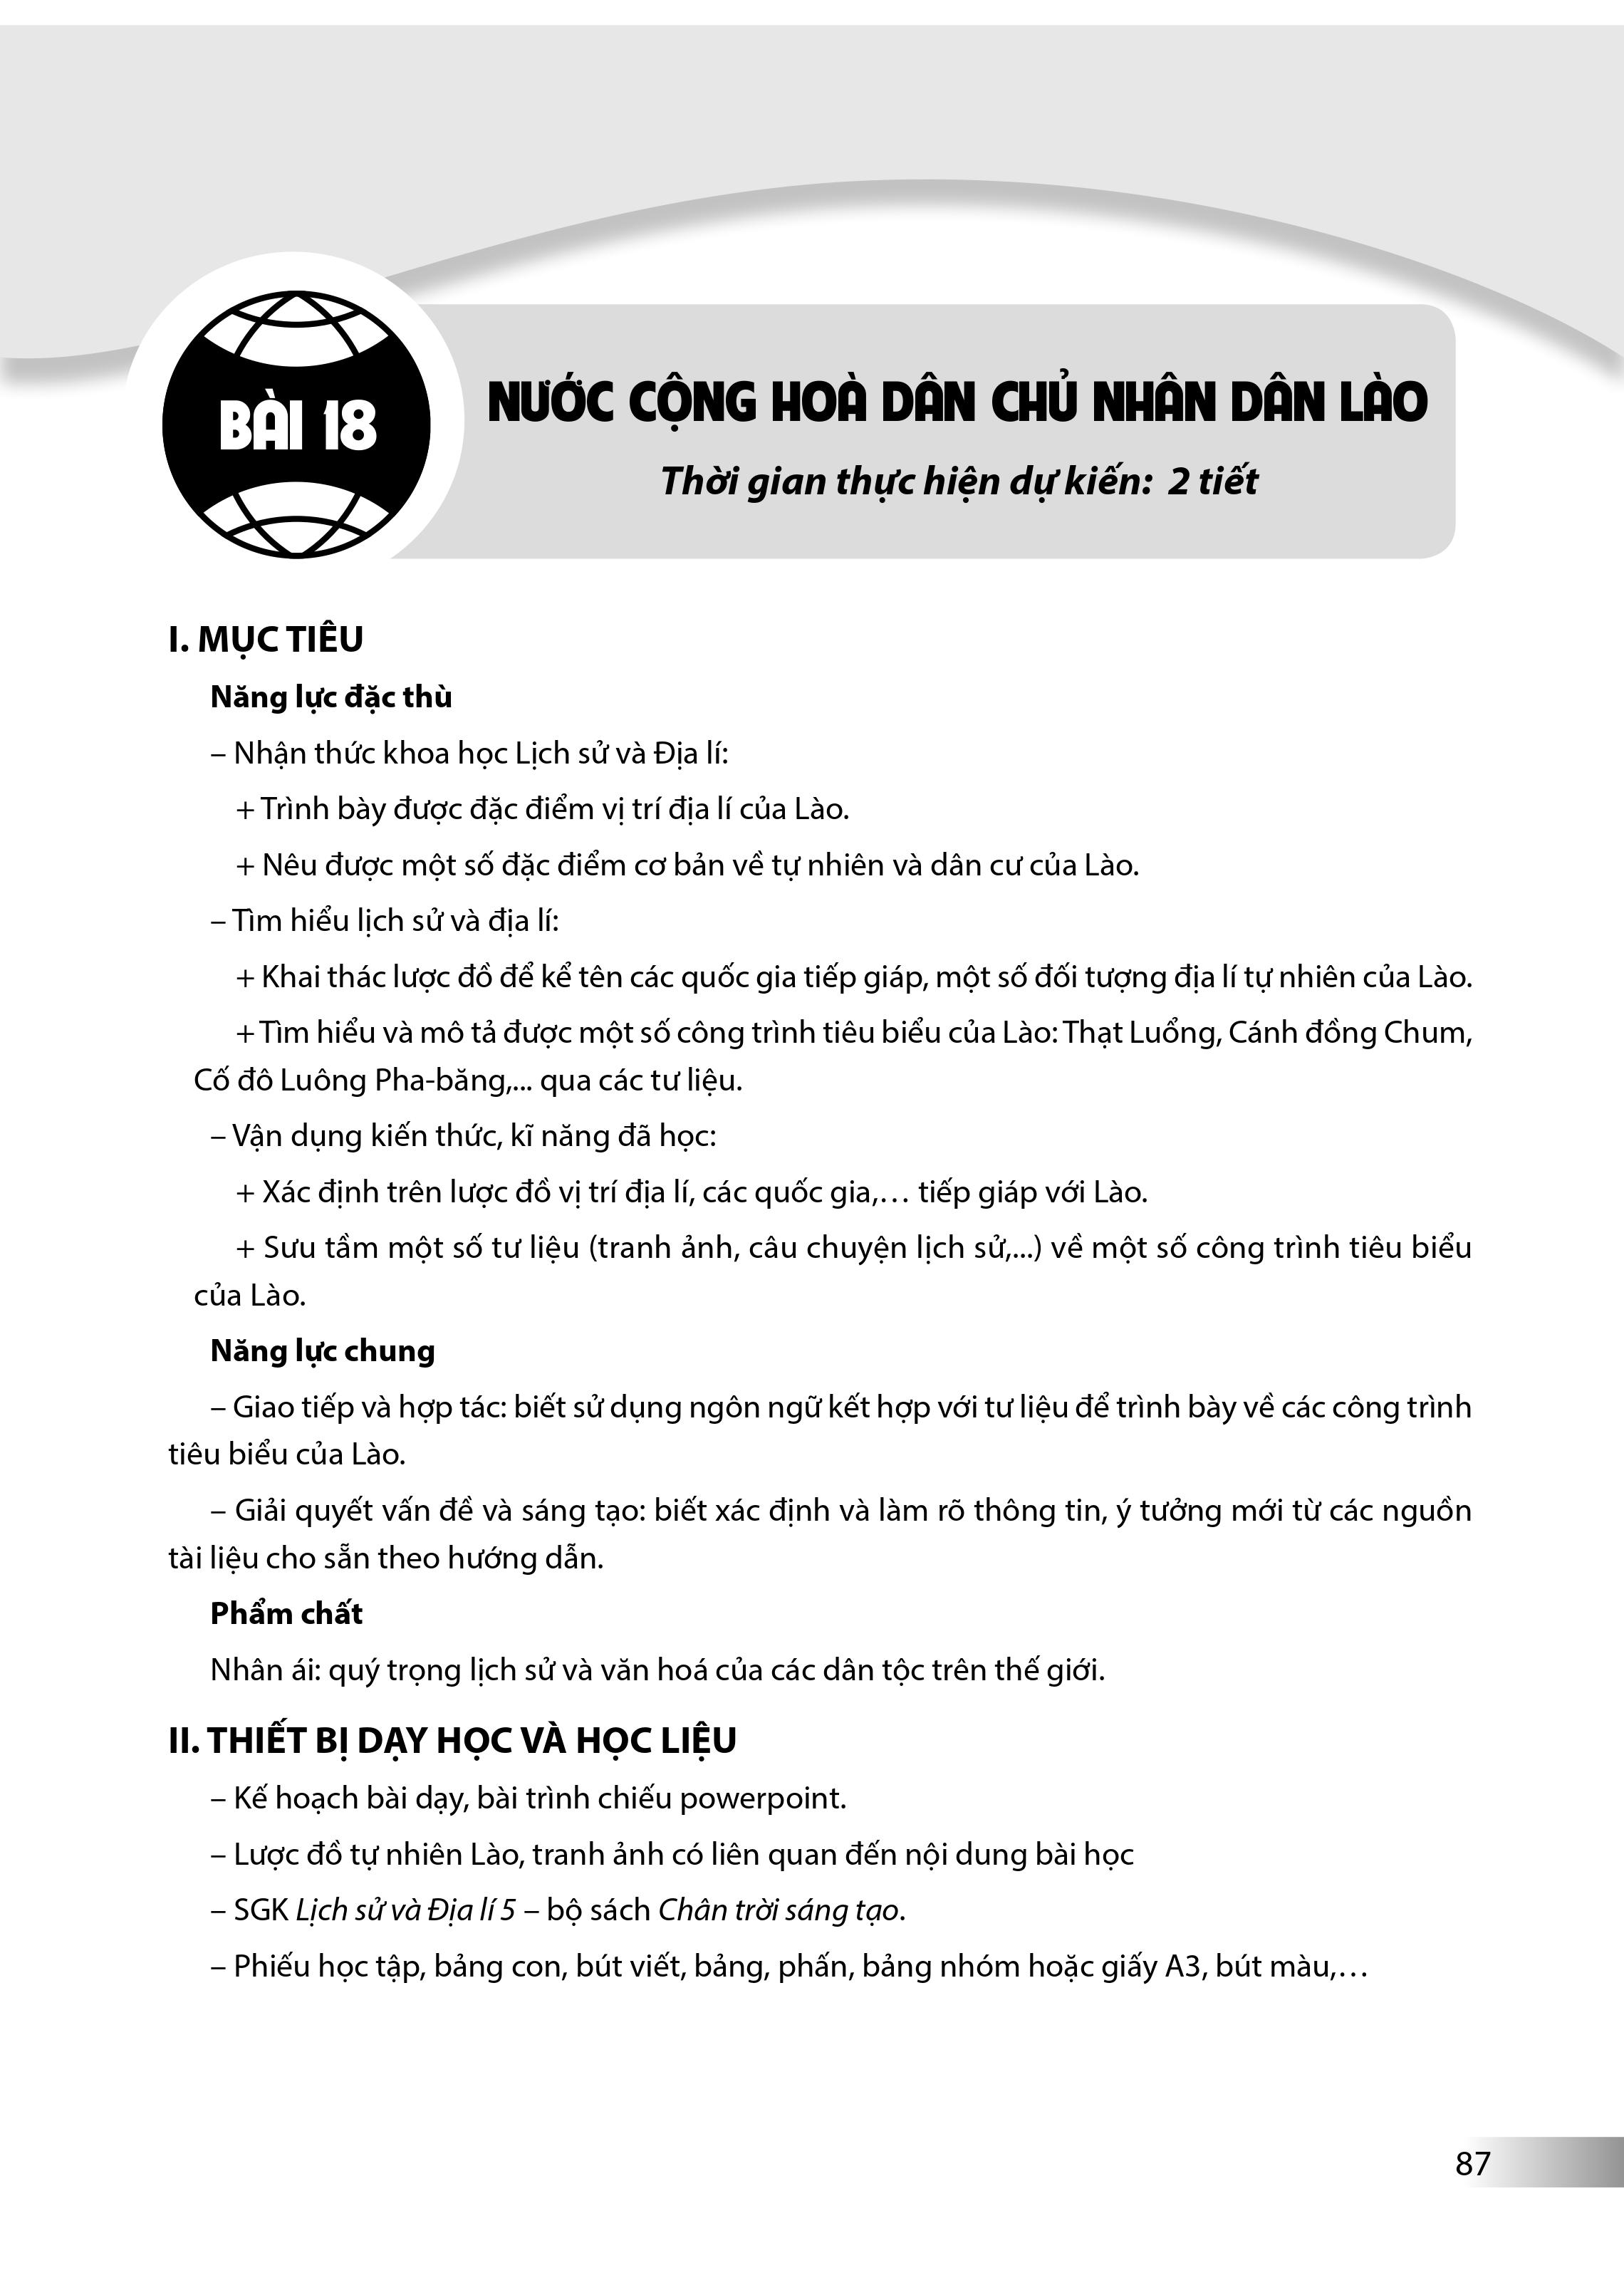 BÀI 18
NƯỚC CỘNG HOÀ DÂN CHỦ NHÂN DÂN LÀO
Thời gian thực hiện dự kiến: 2 tiết
I. MỤC TIÊU
Năng lực đặc thù
– Nhận thức khoa học Lịch sử và Địa lí:
+ Trình bày được đặc điểm vị trí địa lí của Lào.
+ Nêu được một số đặc điểm cơ bản về tự nhiên và dân cư của Lào.
– Tìm hiểu lịch sử và địa lí:
+ Khai thác lược đồ để kể tên các quốc gia tiếp giáp, một số đối tượng địa lí tự nhiên của Lào.
+ Tìm hiểu và mô tả được một số công trình tiêu biểu của Lào: Thạt Luổng, Cánh đồng Chum,
Cố đô Luông Pha-băng,... qua các tư liệu.
– Vận dụng kiến thức, kĩ năng đã học:
+ Xác định trên lược đồ vị trí địa lí, các quốc gia,… tiếp giáp với Lào.
+ Sưu tầm một số tư liệu (tranh ảnh, câu chuyện lịch sử,...) về một số công trình tiêu biểu
của Lào.
Năng lực chung
– Giao tiếp và hợp tác: biết sử dụng ngôn ngữ kết hợp với tư liệu để trình bày về các công trình
tiêu biểu của Lào.
– Giải quyết vấn đề và sáng tạo: biết xác định và làm rõ thông tin, ý tưởng mới từ các nguồn
tài liệu cho sẵn theo hướng dẫn.
Phẩm chất
Nhân ái: quý trọng lịch sử và văn hoá của các dân tộc trên thế giới.
II. THIẾT BỊ DẠY HỌC VÀ HỌC LIỆU
– Kế hoạch bài dạy, bài trình chiếu powerpoint.
– Lược đồ tự nhiên Lào, tranh ảnh có liên quan đến nội dung bài học
– SGK Lịch sử và Địa lí 5 – bộ sách Chân trời sáng tạo.
– Phiếu học tập, bảng con, bút viết, bảng, phấn, bảng nhóm hoặc giấy A3, bút màu,…
87